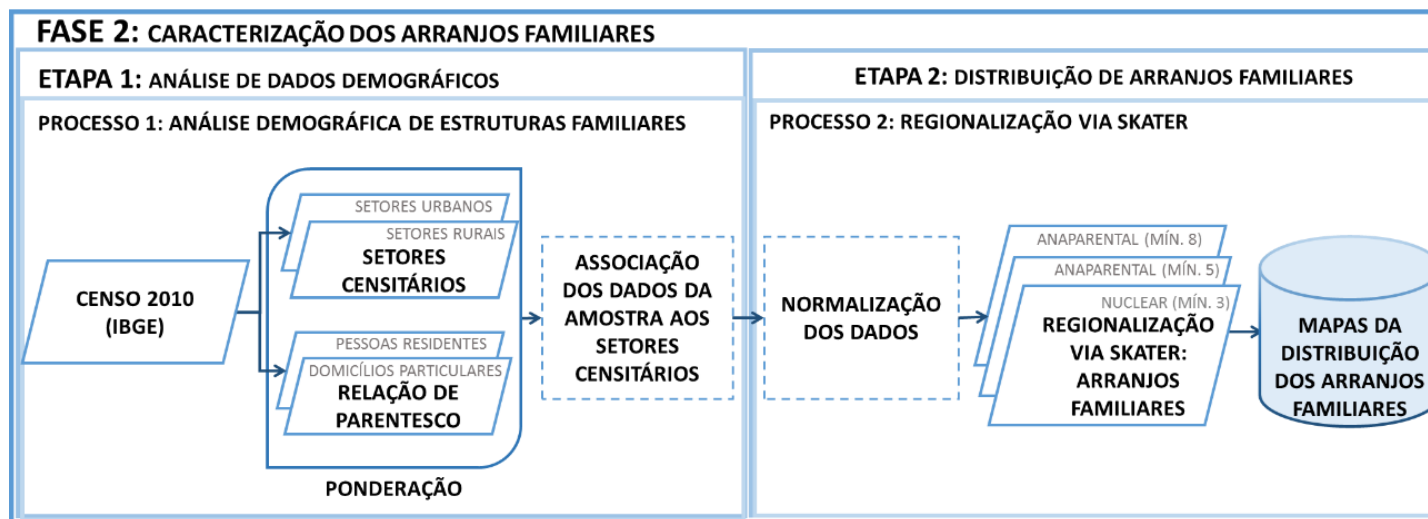 FASE 2: CARACTERIZAÇÃO DOS ARRANJOS FAMILIARES
ETAPA 1: ANÁLISE DE DADOS DEMOGRÁFICOS
PROCESSO 1: ANÁLISE DEMOGRÁFICA DE ESTRUTURAS FAMILIARES
CENSO 2010
(IBGE)
SETORES URBANOS
SETORES RURAIS
SETORES
CENSITÁRIOS
PESSOAS RESIDENTES
DOMICÍLIOS PARTICULARES
RELAÇÃO DE
PARENTESCO
PONDERAÇÃO
ASSOCIAÇÃO
DOS DADOS DA
AMOSTRA AOS
SETORES
CENSITÁRIOS
ETAPA 2: DISTRIBUIÇÃO DE ARRANJOS FAMILIARES
PROCESSO 2: REGIONALIZAÇÃO VIA SKATER
NORMALIZAÇÃO
DOS DADOS
ANAPARENTAL (MÍN. 8)
ANAPARENTAL (MÍN. 5)
NUCLEAR (MÍN. 3)
REGIONALIZAÇÃO
VIA SKATER:
ARRANJOS
FAMILIARES
MAPAS DA
DISTRIBUIÇÃO
DOS ARRANJOS
FAMILIARES